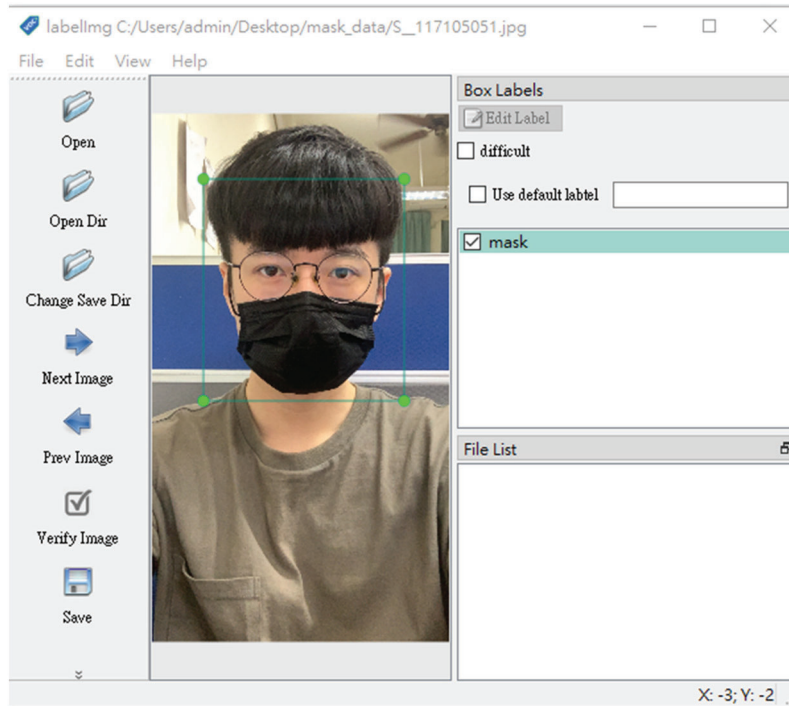 labelImg C:/Users/admin/Desktop/mask_data/S__117105051.jpg
File Edit View Help
Open
Open Dir
Change Save Dir
Next Image
Prev Image
Verify Image
Save
Box Labels
Edit Label
difficult
Use default labtel
mask
File List
X: -3; Y: -2